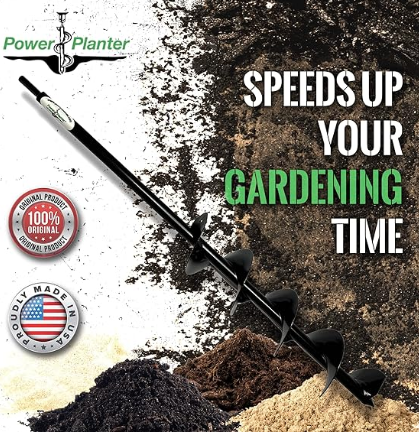 Power Planter
SPEEDS UP
YOUR
GARDENING
TIME
ORIGINAL PRODUCT
100%
ORIGINAL
ORIGINAL PRODUCT
PROUDLY MADE IN USA